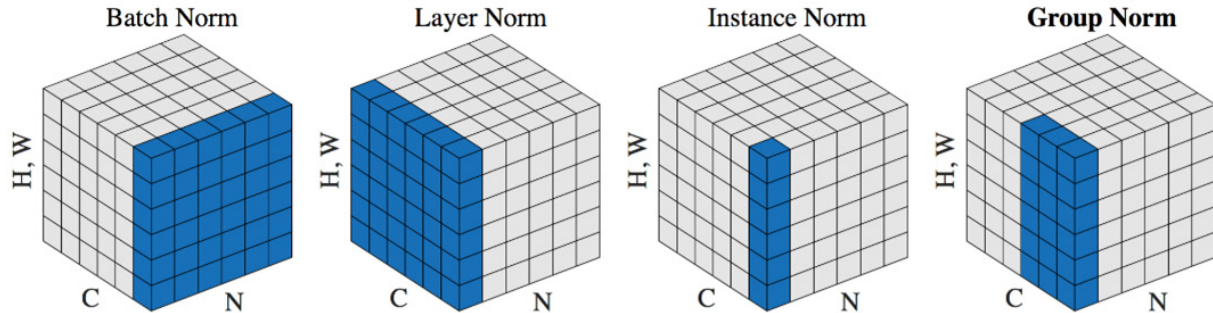 Batch Norm
Layer Norm
Instance Norm
Group Norm
H, W
C
N
H, W
C
N
H, W
C
N
H, W
C
N